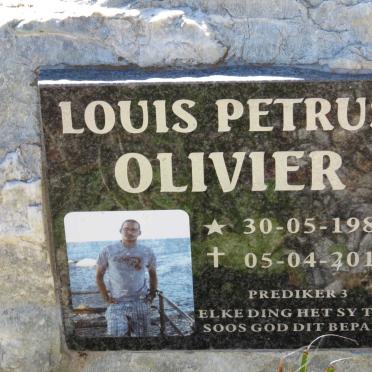 LOUIS PETRUS
OLIVIER
30-05-198
05-04-201
PREDIKER 3
ELKE DING HET SY T
SOOS GOD DIT BEPA